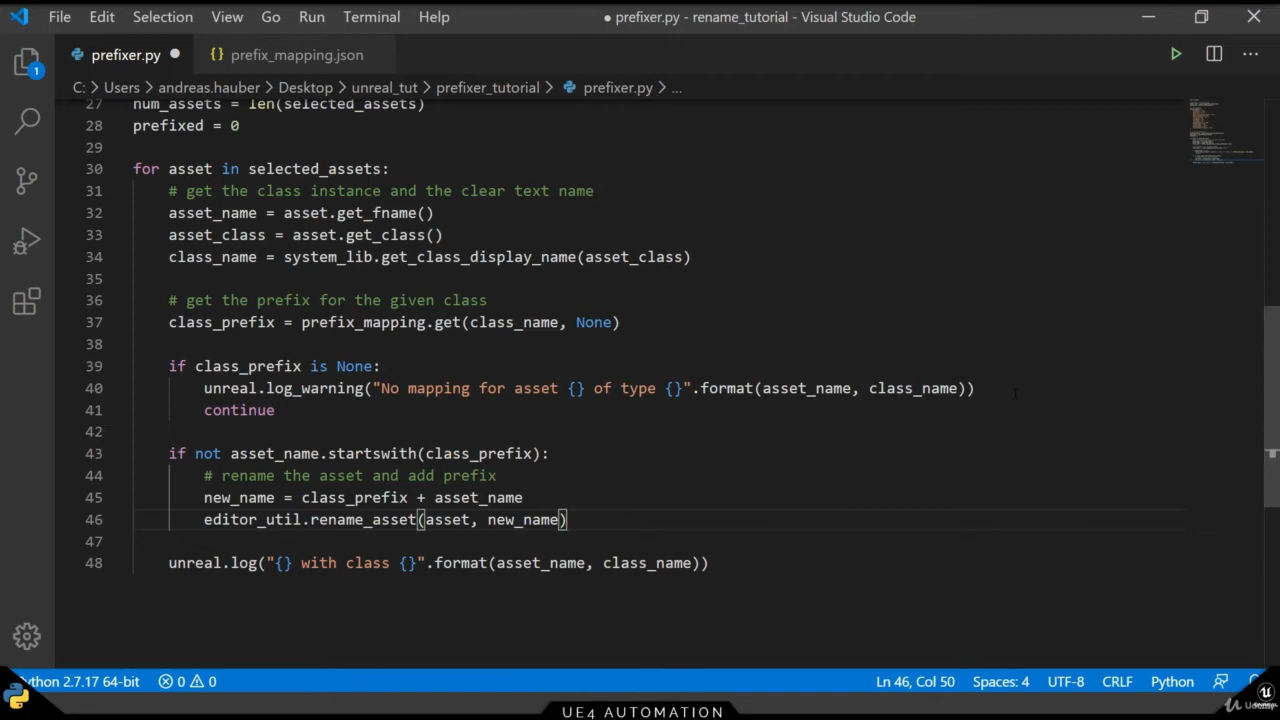 File Edit Selection View Go Run Terminal Help ● prefixer.py - rename_tutorial - Visual Studio Code
prefixer.py ● {} prefix_mapping.json
1
C: > Users > andreas.hauber > Desktop > unreal_tut > prefixer_tutorial > prefixer.py > ...
27 num_assets = len(selected_assets)
28 prefixed = 0
29
30 for asset in selected_assets:
31 # get the class instance and the clear text name
32 asset_name = asset.get_fname()
33 asset_class = asset.get_class()
34 class_name = system_lib.get_class_display_name(asset_class)
35
36 # get the prefix for the given class
37 class_prefix = prefix_mapping.get(class_name, None)
38
39 if class_prefix is None:
40 unreal.log_warning("No mapping for asset {} of type {}".format(asset_name, class_name))
41 continue
42
43 if not asset_name.startswith(class_prefix):
44 # rename the asset and add prefix
45 new_name = class_prefix + asset_name
46 editor_util.rename_asset(asset, new_name)
47
48 unreal.log("{} with class {}".format(asset_name, class_name))
ython 2.7.17 64-bit 0 0 Ln 46, Col 50 Spaces: 4 UTF-8 CRLF Python
UE4 AUTOMATION